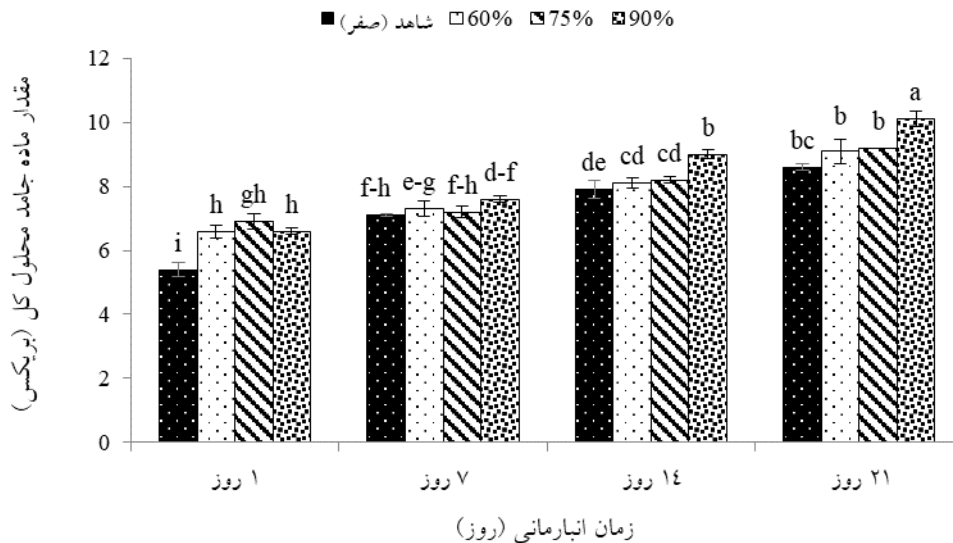 شاهد (صفر) 60% 75% 90%
مقدار ماده جامد محلول کل (بریکس)
12
10
8
6
4
2
0
i h gh h
f-h e-g f-h d-f
de cd cd b
bc b b a
۱ روز ۷ روز ۱٤ روز ۲۱ روز
زمان انبارمانی (روز)